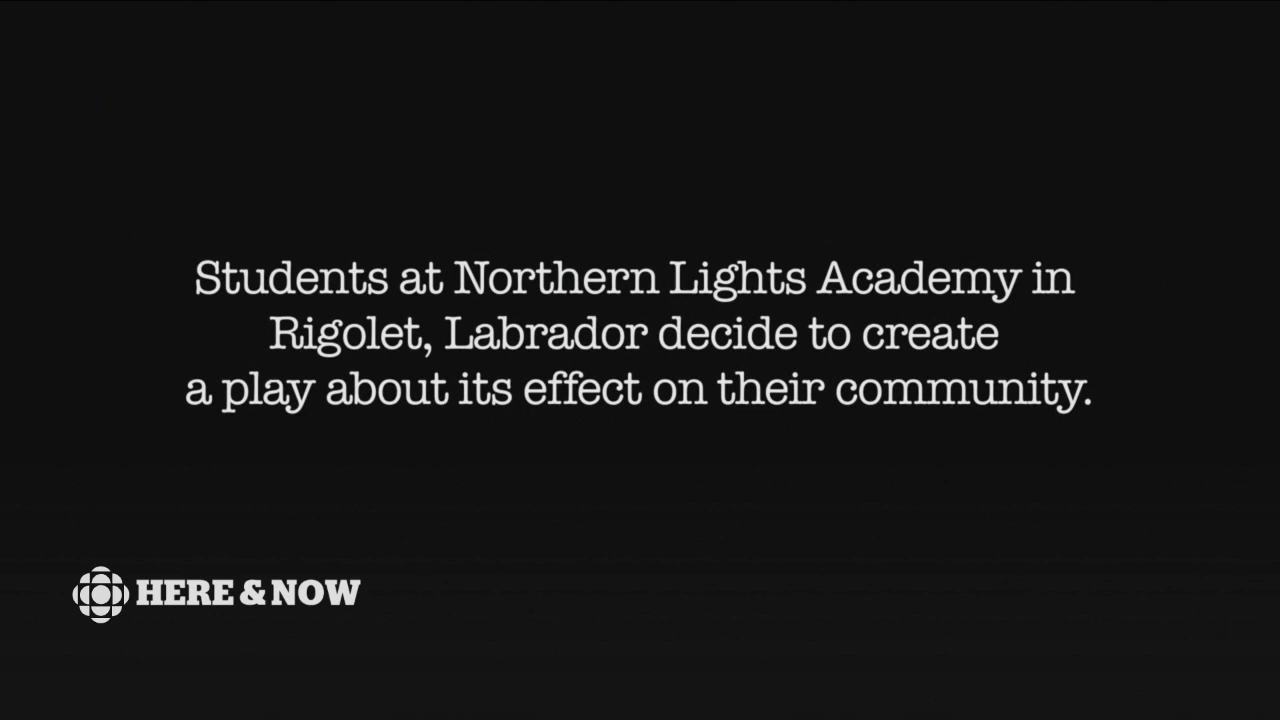 Students at Northern Lights Academy in
Rigolet, Labrador decide to create
a play about its effect on their community.
HERE & NOW